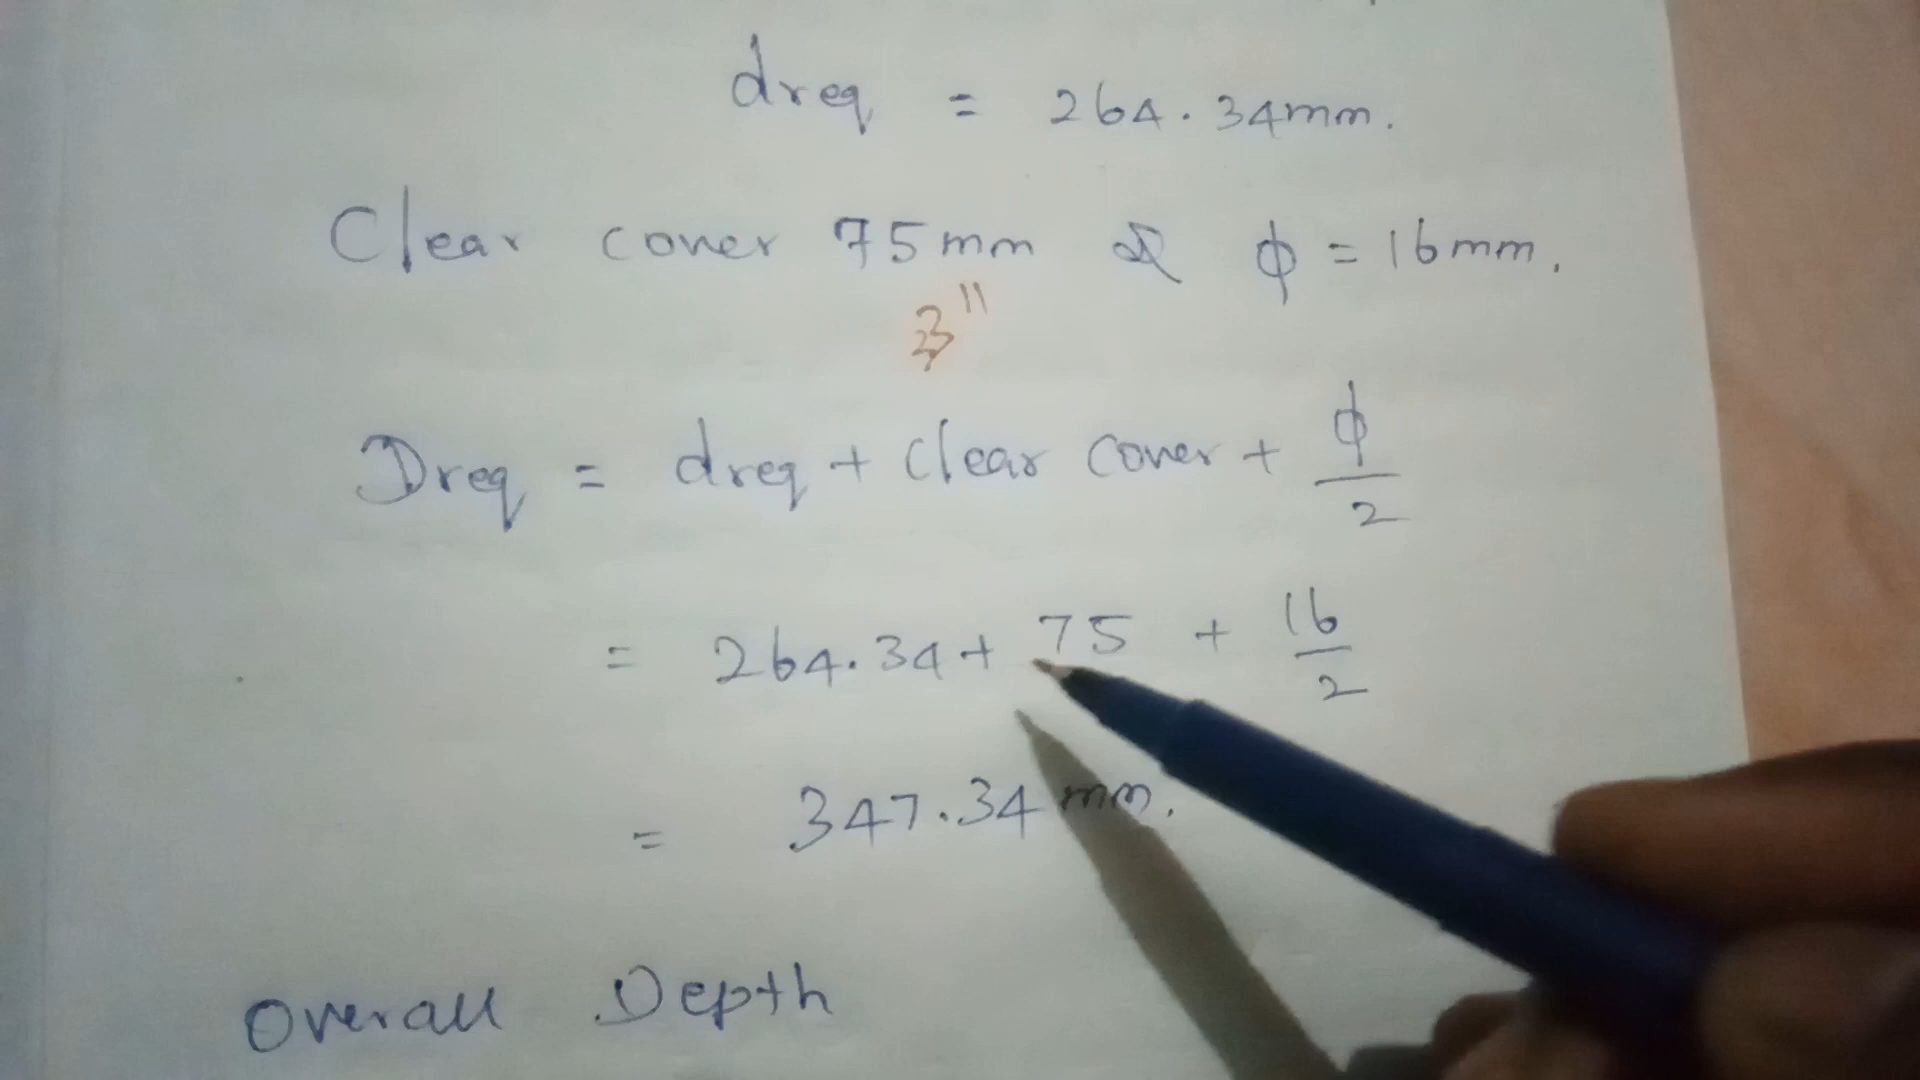 dreq = 264.34mm.
Clear cover 75mm & ϕ = 16mm.
3"
Dreq = dreq + Clear cover + ϕ/2
= 264.34 + 75 + 16/2
= 347.34 mm.
Overall Depth